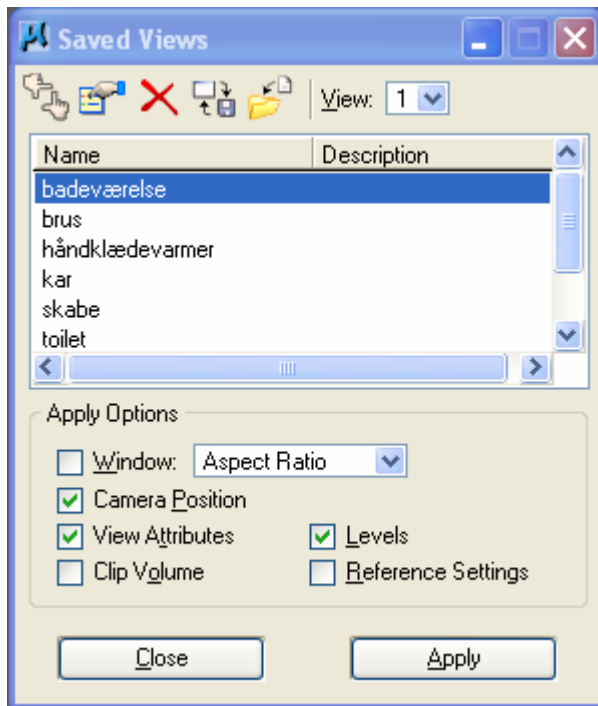 Saved Views
View: 1
Name Description
badeværelse
brus
håndklædevarmer
kar
skabe
toilet
Apply Options
Window: Aspect Ratio
Camera Position
View Attributes Levels
Clip Volume Reference Settings
Close Apply